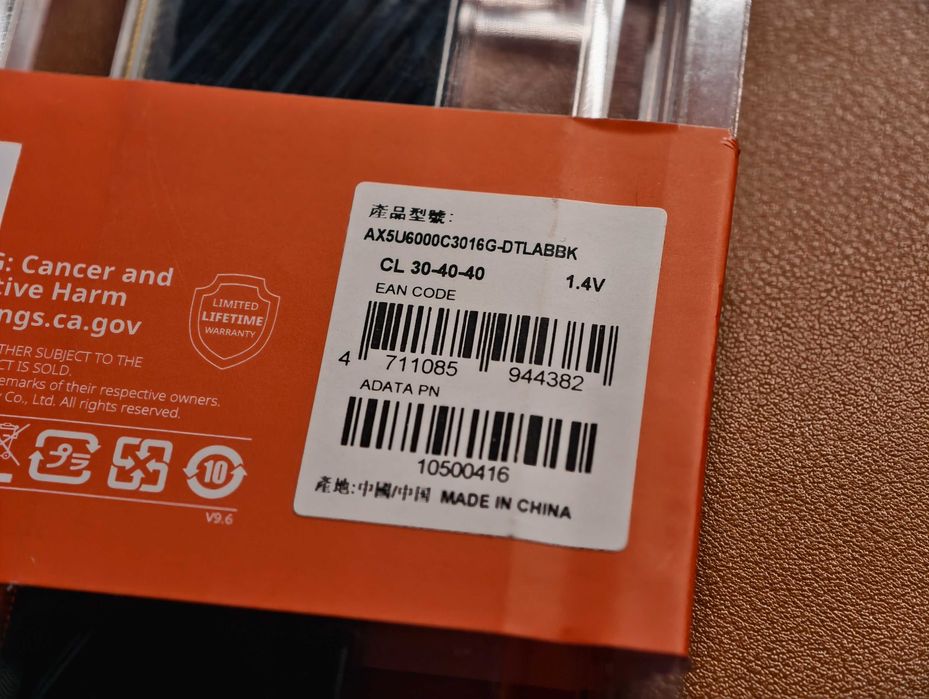 : Cancer and
tive Harm
ngs.ca.gov
LIMITED
LIFETIME
WARRANTY
THER SUBJECT TO THE
CT IS SOLD.
emarks of their respective owners.
Co., Ltd. All rights reserved.
10
V9.6
產品型號:
AX5U6000C3016G-DTLABBK
CL 30-40-40 1.4V
EAN CODE
4 711085 944382
ADATA PN
10500416
產地:中國/中国 MADE IN CHINA